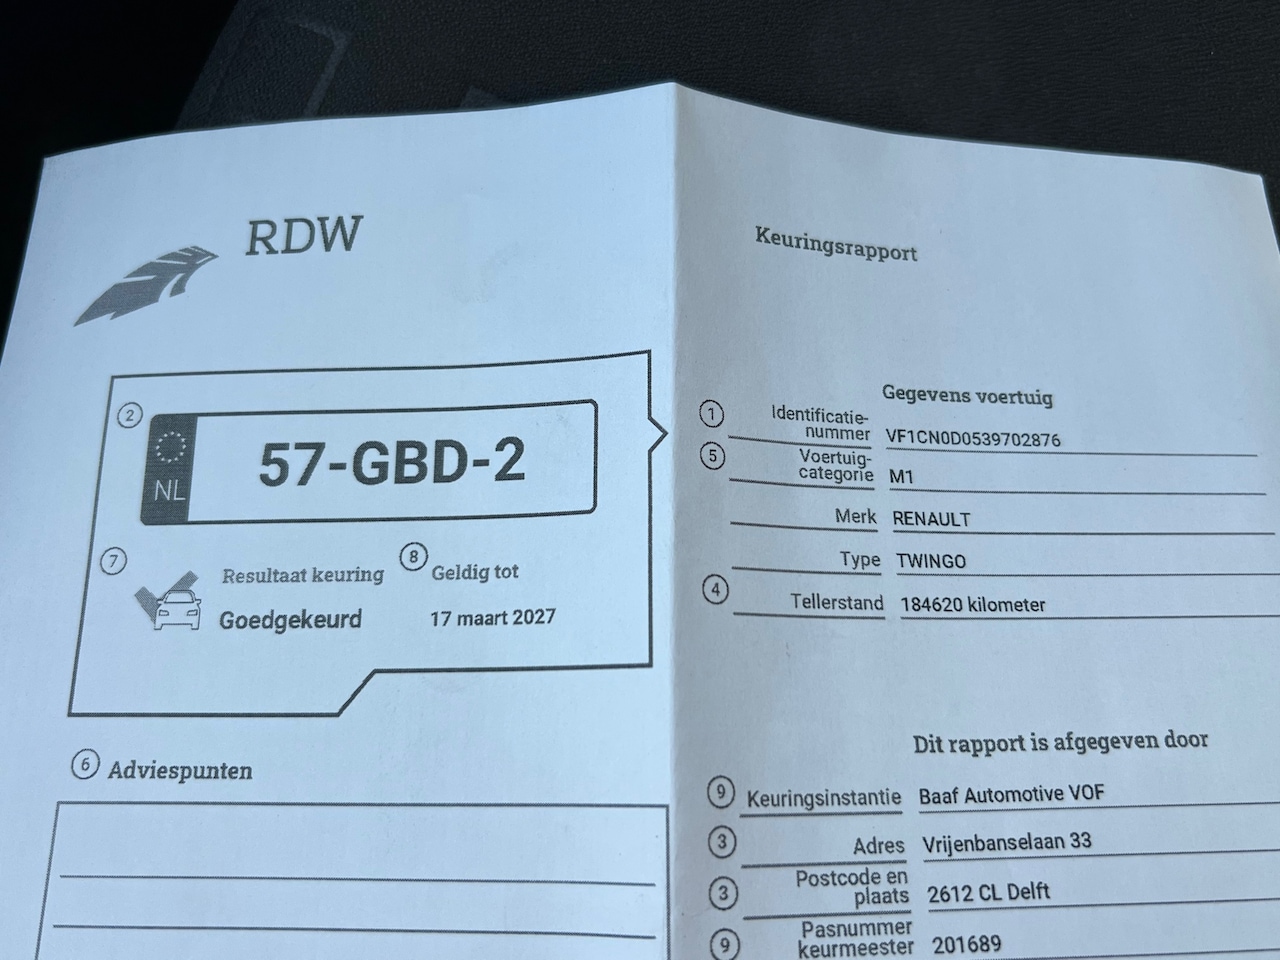 RDW
2
NL
57-GBD-2
7
Resultaat keuring
Goedgekeurd
8
Geldig tot
17 maart 2027
6 Adviespunten
Keuringsrapport
Gegevens voertuig
1 Identificatie-
nummer VF1CN0D0539702876
5 Voertuig-
categorie M1
Merk RENAULT
Type TWINGO
4 Tellerstand 184620 kilometer
Dit rapport is afgegeven door
9 Keuringsinstantie Baaf Automotive VOF
3 Adres Vrijenbanselaan 33
3 Postcode en
plaats 2612 CL Delft
9 Pasnummer
keurmeester 201689